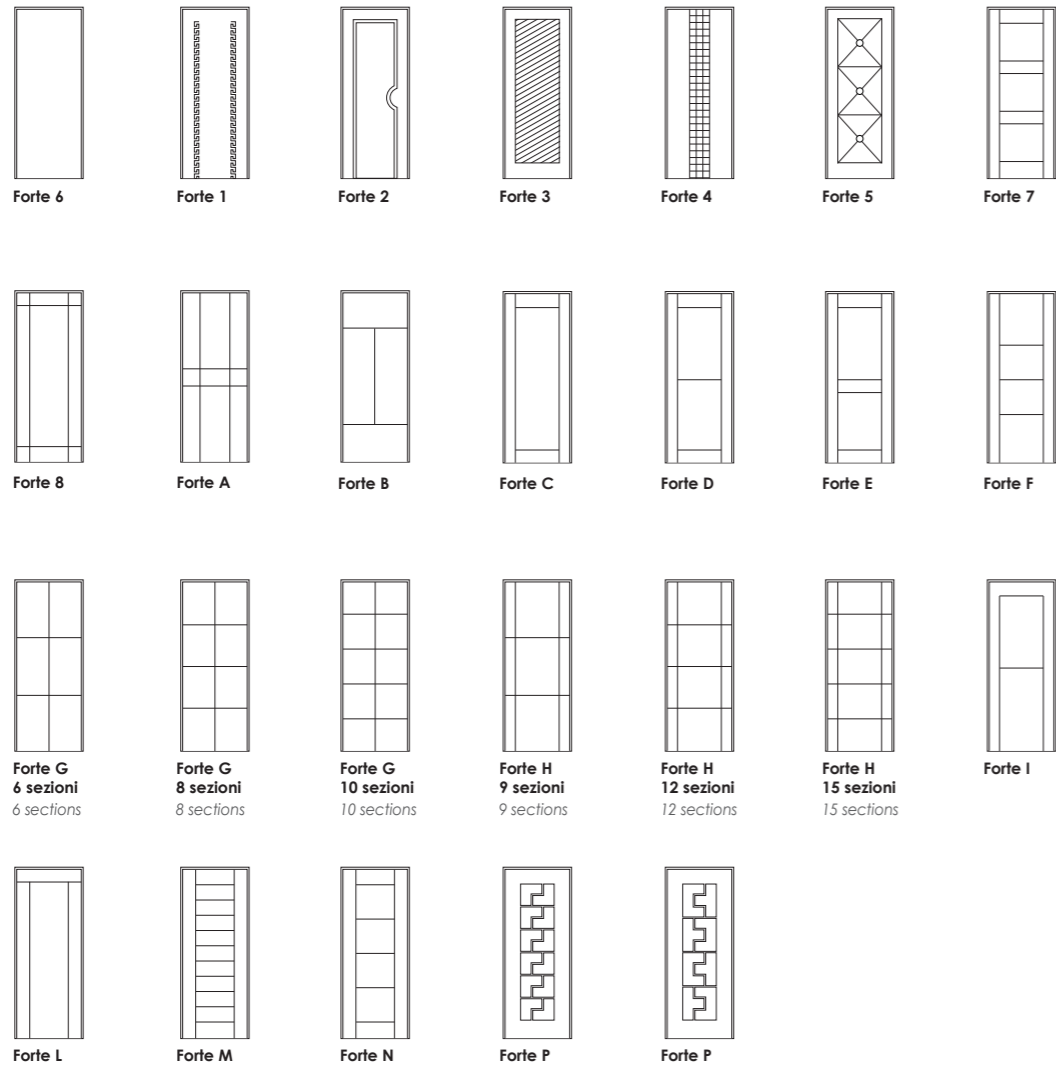 Forte 6
Forte 1
Forte 2
Forte 3
Forte 4
Forte 5
Forte 7
Forte 8
Forte A
Forte B
Forte C
Forte D
Forte E
Forte F
Forte G
6 sezioni
6 sections
Forte G
8 sezioni
8 sections
Forte G
10 sezioni
10 sections
Forte H
9 sezioni
9 sections
Forte H
12 sezioni
12 sections
Forte H
15 sezioni
15 sections
Forte I
Forte L
Forte M
Forte N
Forte P
Forte P